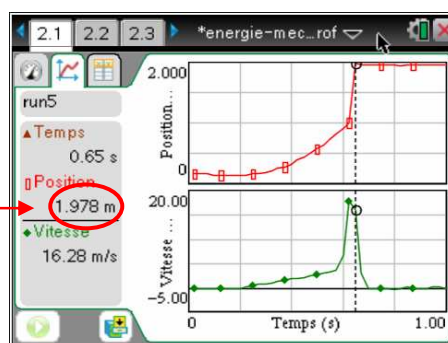 2.1 2.2 2.3 *energie-mec...rof
run5
Temps
0.65 s
Position
1.978 m
Vitesse
16.28 m/s
2.000
Position...
0
20.00
Vitesse ...
-5.00
0 Temps (s) 1.00